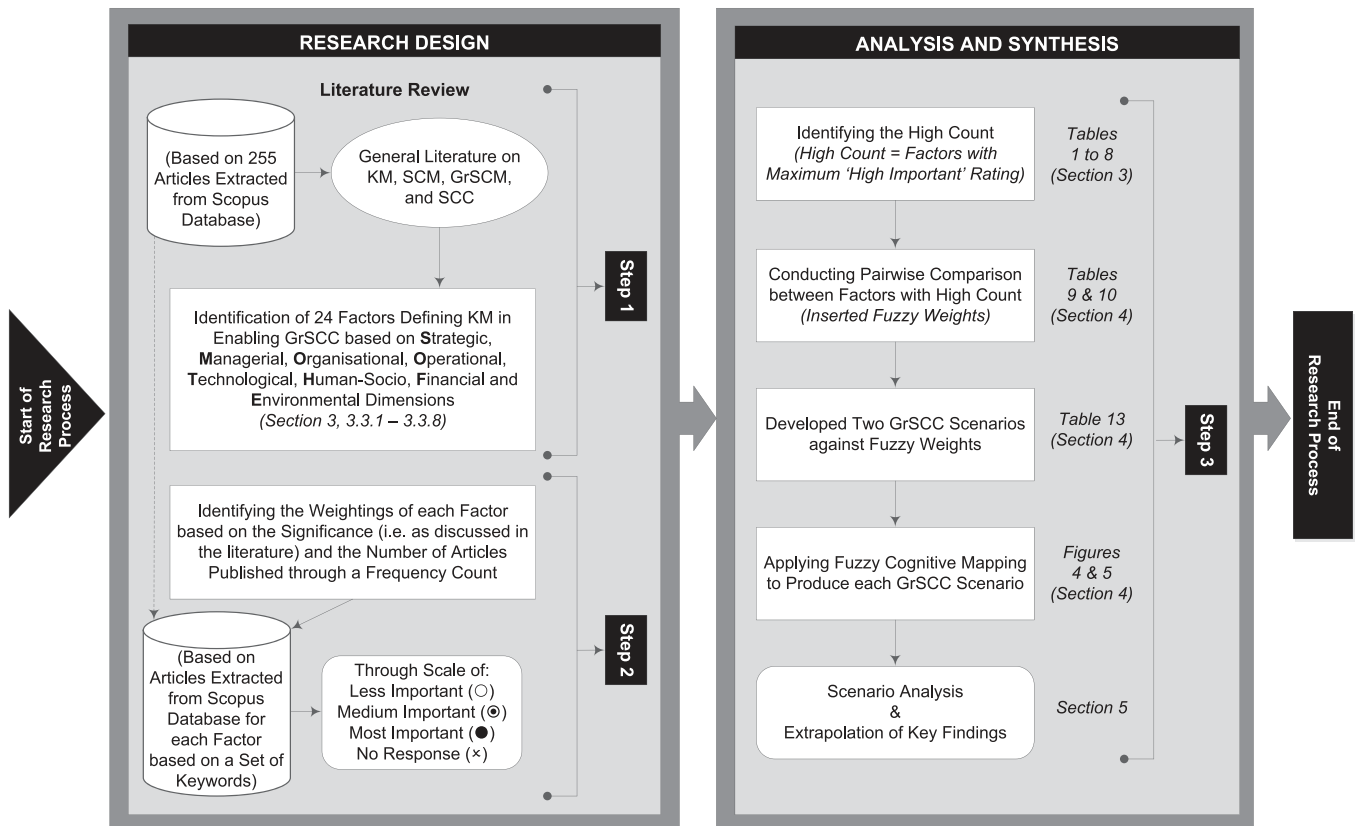 Start of
Research
Process
RESEARCH DESIGN
Literature Review
(Based on 255
Articles Extracted
from Scopus
Database)
General Literature on
KM, SCM, GrSCM,
and SCC
Step 1
Identification of 24 Factors Defining KM in
Enabling GrSCC based on Strategic,
Managerial, Organisational, Operational,
Technological, Human-Socio, Financial and
Environmental Dimensions
(Section 3, 3.3.1 – 3.3.8)
Identifying the Weightings of each Factor
based on the Significance (i.e. as discussed in
the literature) and the Number of Articles
Published through a Frequency Count
Step 2
(Based on
Articles Extracted
from Scopus
Database for
each Factor
based on a Set of
Keywords)
Through Scale of:
Less Important (○)
Medium Important (◉)
Most Important (●)
No Response (×)
ANALYSIS AND SYNTHESIS
Identifying the High Count
(High Count = Factors with
Maximum ‘High Important’ Rating)
Tables
1 to 8
(Section 3)
Conducting Pairwise Comparison
between Factors with High Count
(Inserted Fuzzy Weights)
Tables
9 & 10
(Section 4)
Developed Two GrSCC Scenarios
against Fuzzy Weights
Table 13
(Section 4)
Step 3
Applying Fuzzy Cognitive Mapping
to Produce each GrSCC Scenario
Figures
4 & 5
(Section 4)
Scenario Analysis
&
Extrapolation of Key Findings
Section 5
End of
Research Process